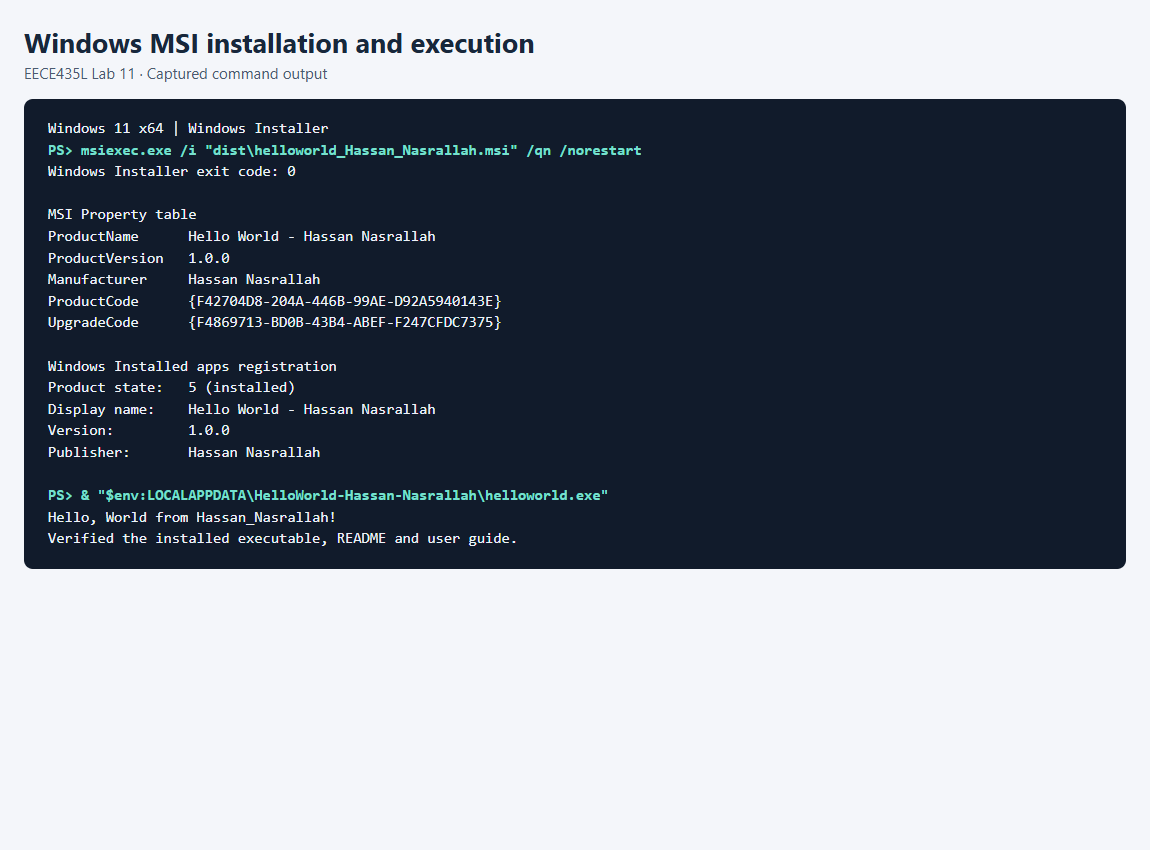 Windows MSI installation and execution
EECE435L Lab 11 · Captured command output
Windows 11 x64 | Windows Installer
PS> msiexec.exe /i "dist\helloworld_Hassan_Nasrallah.msi" /qn /norestart
Windows Installer exit code: 0
MSI Property table
ProductName Hello World - Hassan Nasrallah
ProductVersion 1.0.0
Manufacturer Hassan Nasrallah
ProductCode {F42704D8-204A-446B-99AE-D92A5940143E}
UpgradeCode {F4869713-BD0B-43B4-ABEF-F247CFDC7375}
Windows Installed apps registration
Product state: 5 (installed)
Display name: Hello World - Hassan Nasrallah
Version: 1.0.0
Publisher: Hassan Nasrallah
PS> & "$env:LOCALAPPDATA\HelloWorld-Hassan-Nasrallah\helloworld.exe"
Hello, World from Hassan_Nasrallah!
Verified the installed executable, README and user guide.